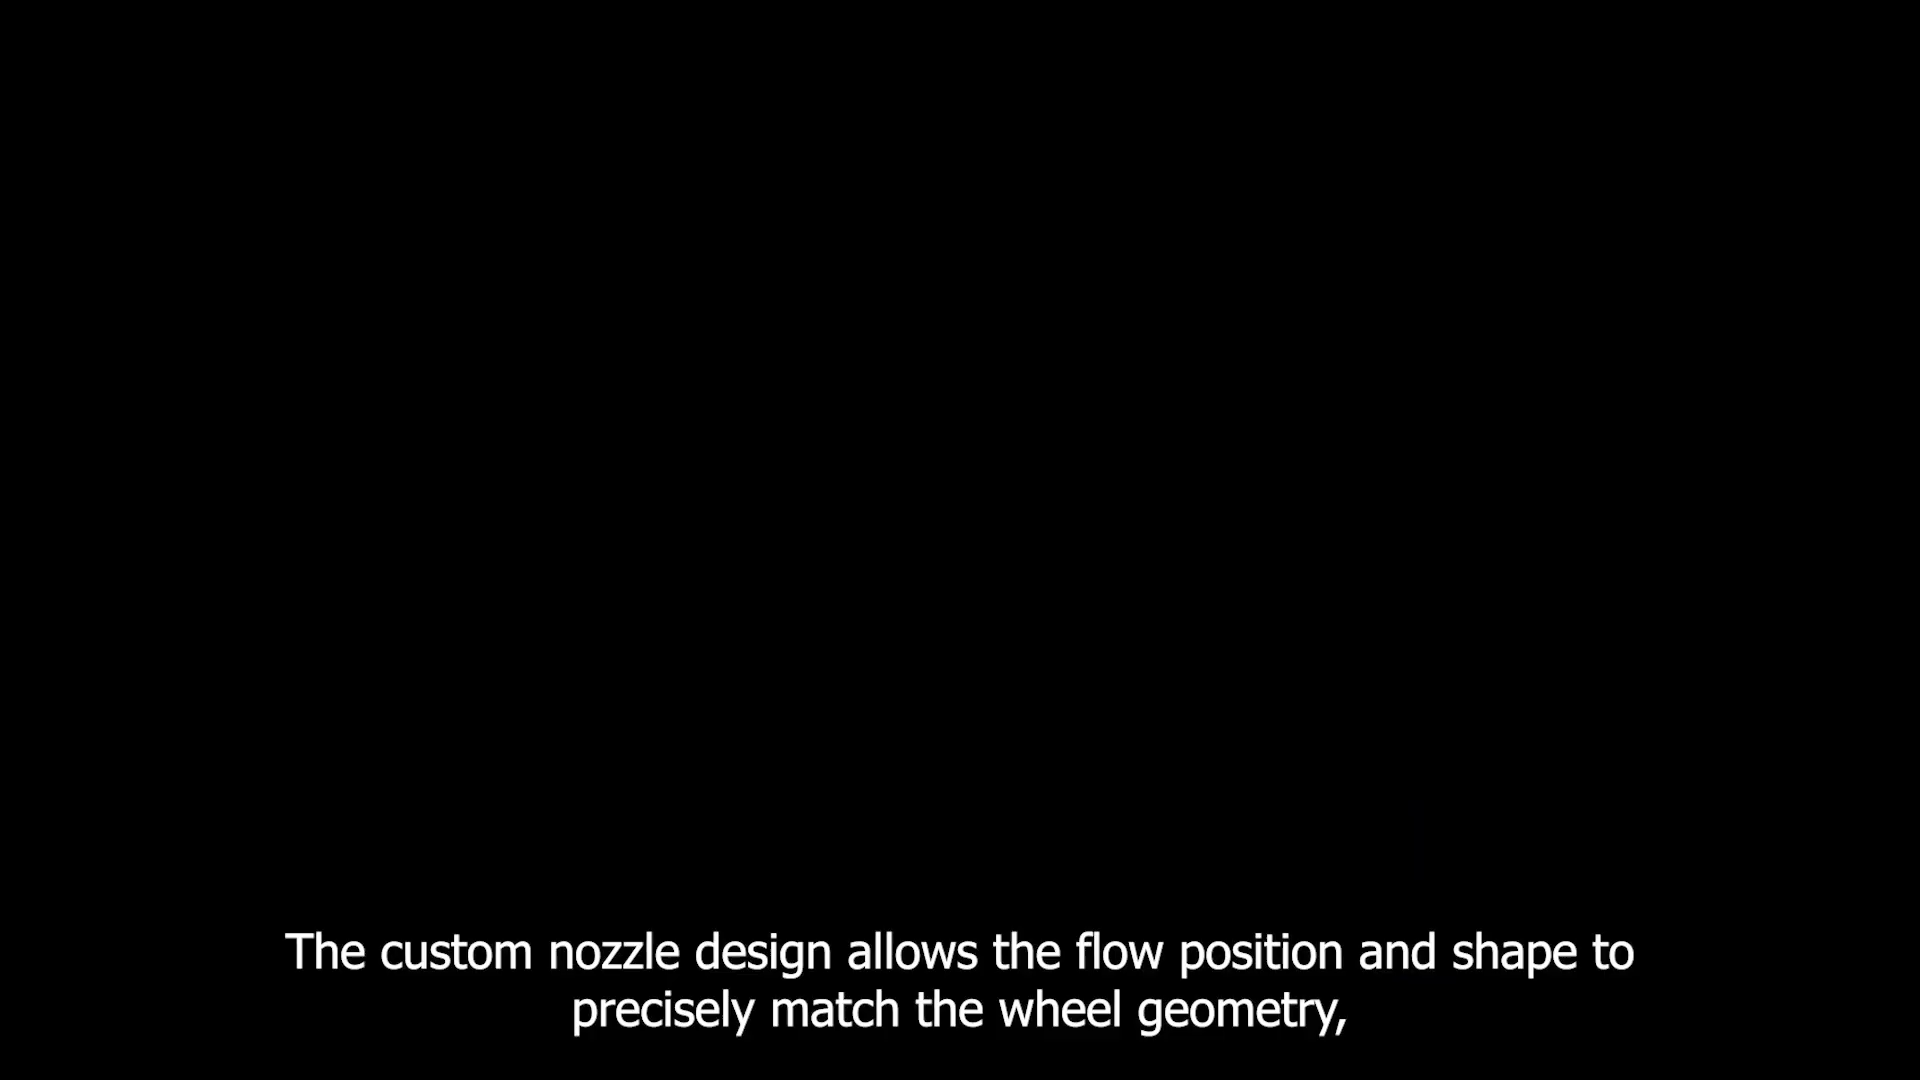 The custom nozzle design allows the flow position and shape to
precisely match the wheel geometry,